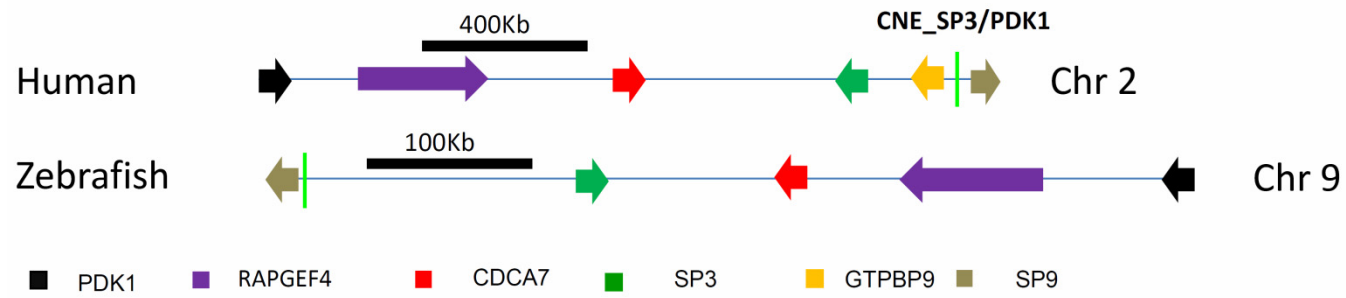 CNE_SP3/PDK1
400Kb
Human
Chr 2
100Kb
Zebrafish
Chr 9
PDK1 RAPGEF4 CDCA7 SP3 GTPBP9 SP9